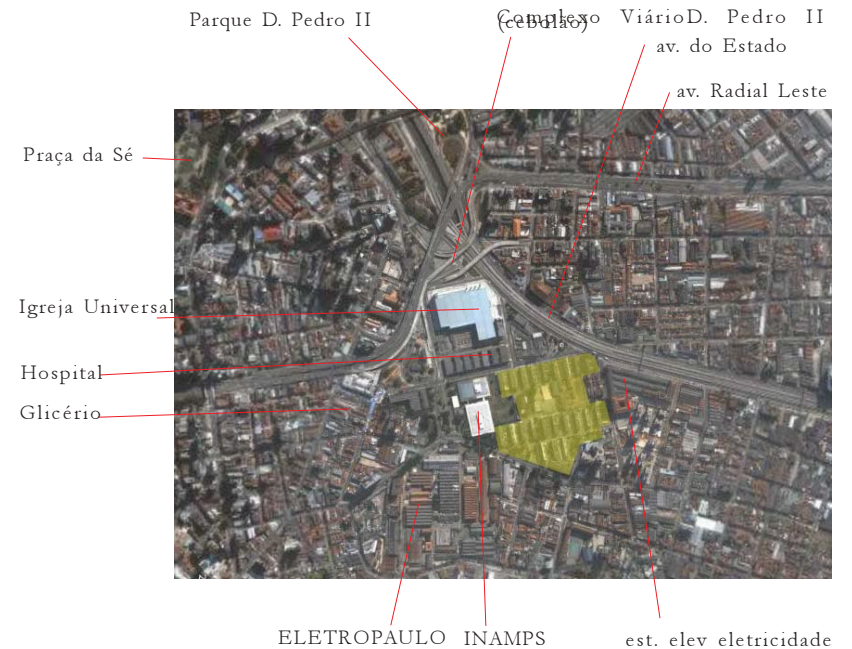 Parque D. Pedro II
Complexo Viário D. Pedro II
(cebolão)
av. do Estado
av. Radial Leste
Praça da Sé
Igreja Universal
Hospital
Glicério
ELETROPAULO
INAMPS
est. elev eletricidade